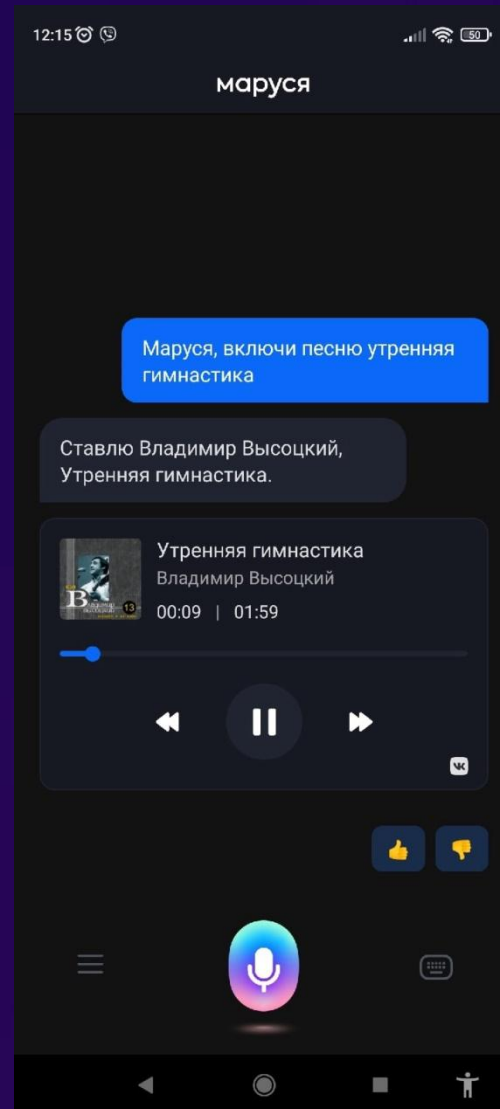 12:15
50
маруся
Маруся, включи песню утренняя
гимнастика
Ставлю Владимир Высоцкий,
Утренняя гимнастика.
Утренняя гимнастика
Владимир Высоцкий
00:09 | 01:59
13